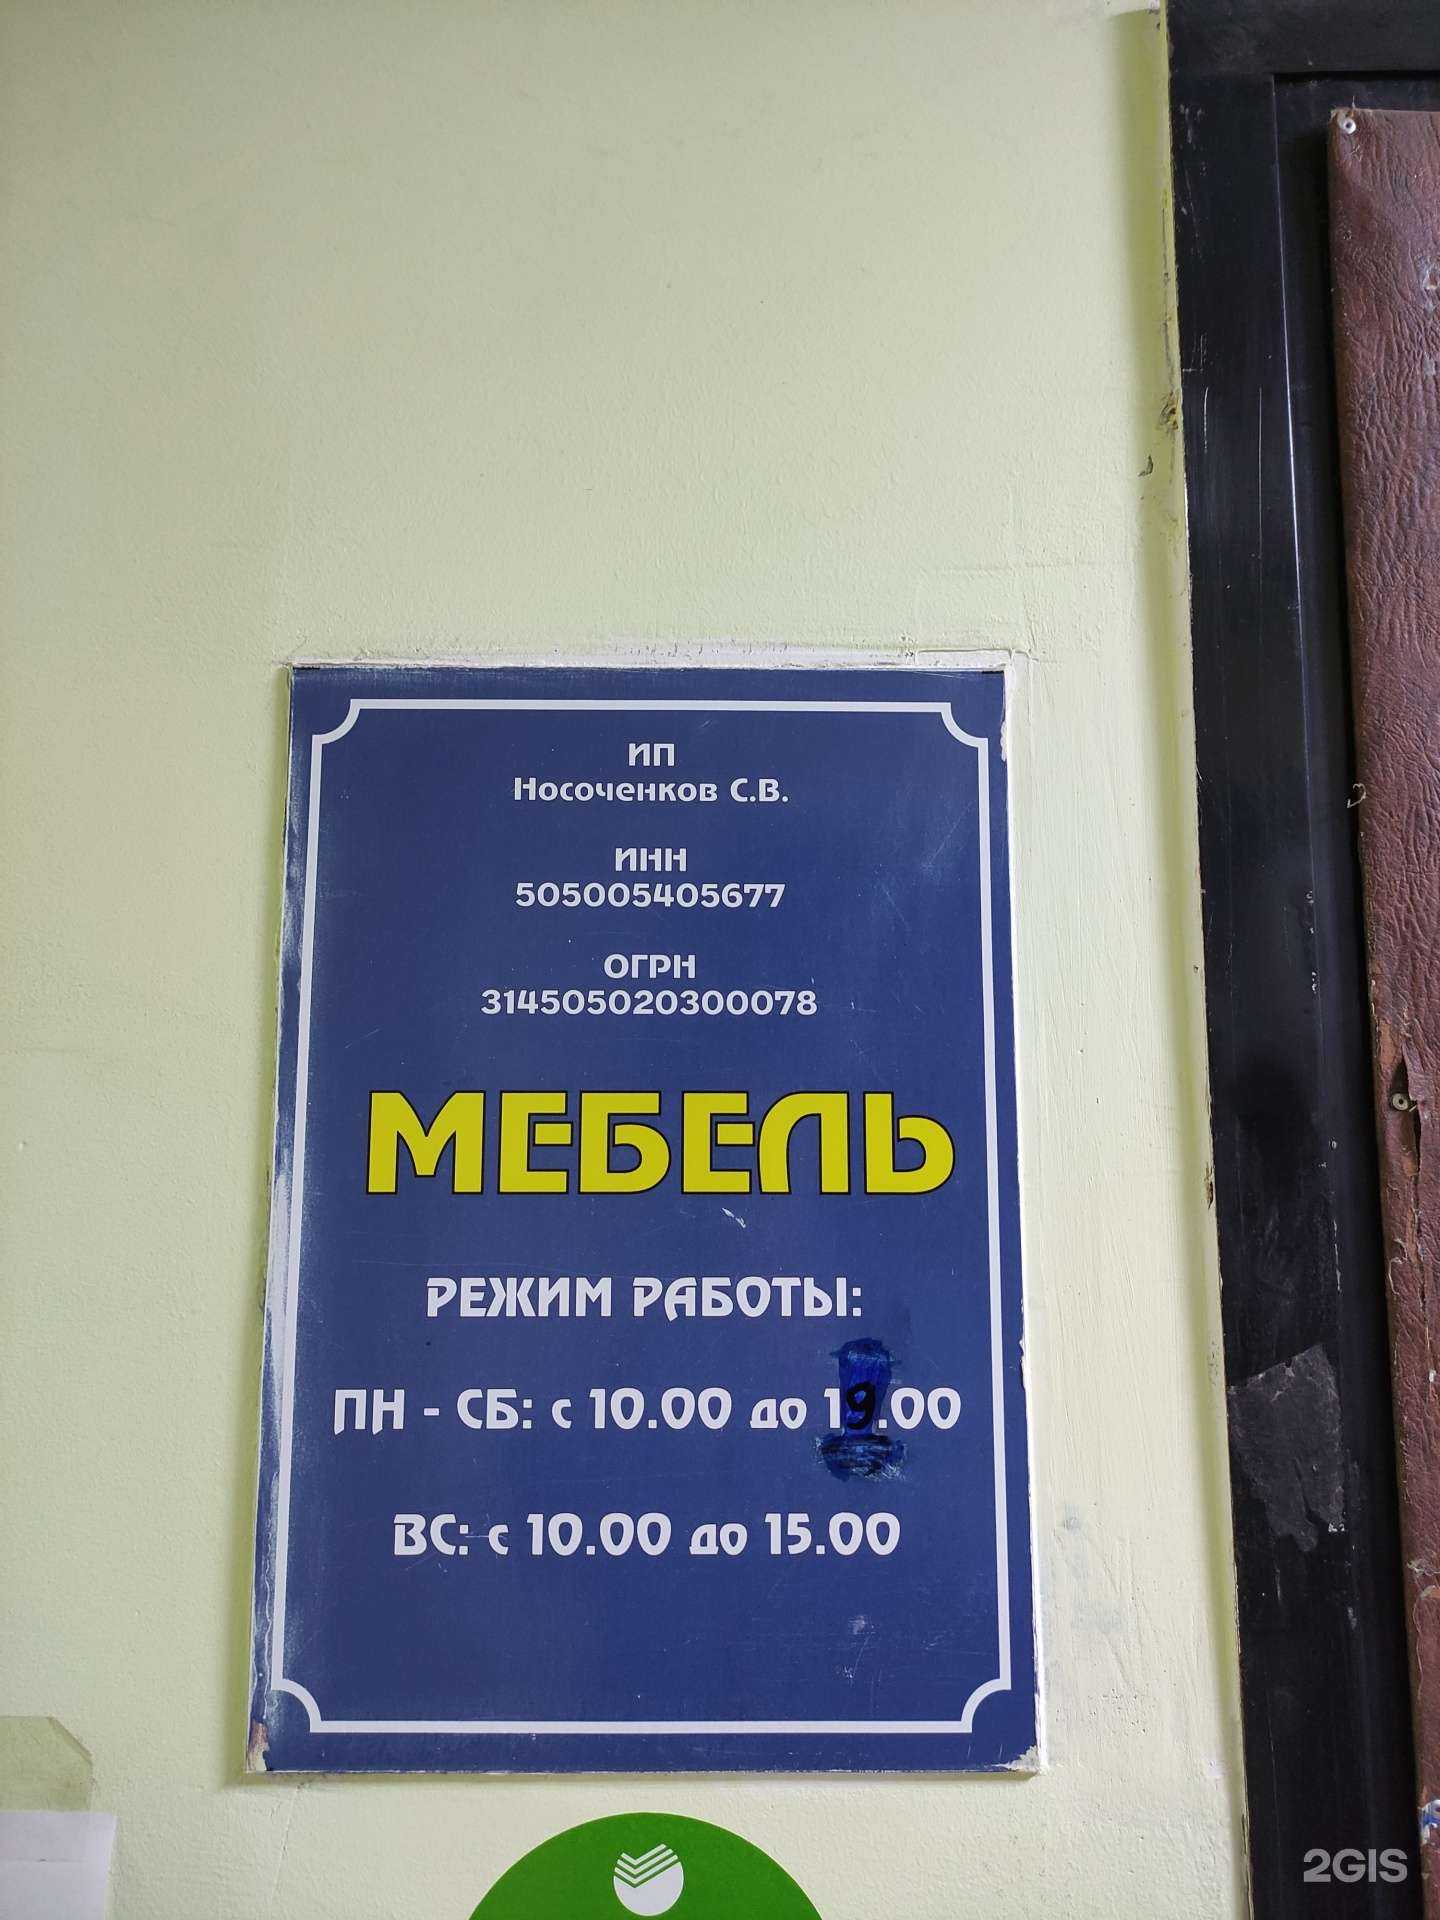 ИП
Носоченков С.В.
ИНН
505005405677
ОГРН
314505020300078
МЕБЕЛЬ
РЕЖИМ РАБОТЫ:
ПН - СБ: с 10.00 до 19.00
ВС: с 10.00 до 15.00
2GIS